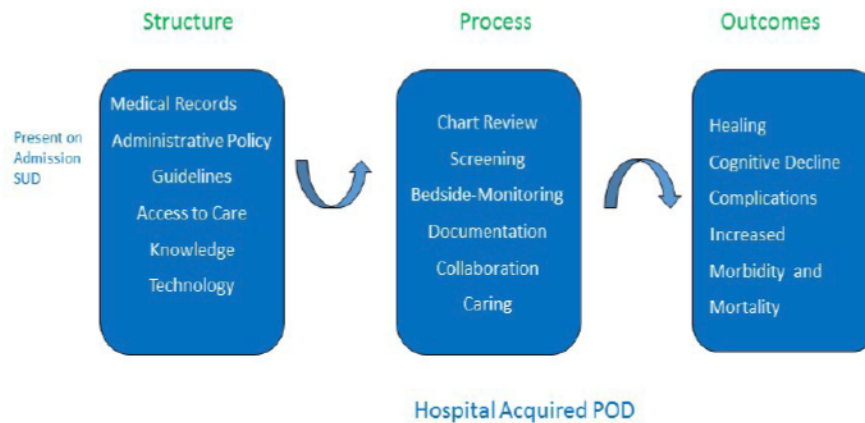 Structure
Process
Outcomes
Present on
Admission
SUD
Medical Records
Administrative Policy
Guidelines
Access to Care
Knowledge
Technology
Chart Review
Screening
Bedside-Monitoring
Documentation
Collaboration
Caring
Healing
Cognitive Decline
Complications
Increased
Morbidity and
Mortality
Hospital Acquired POD